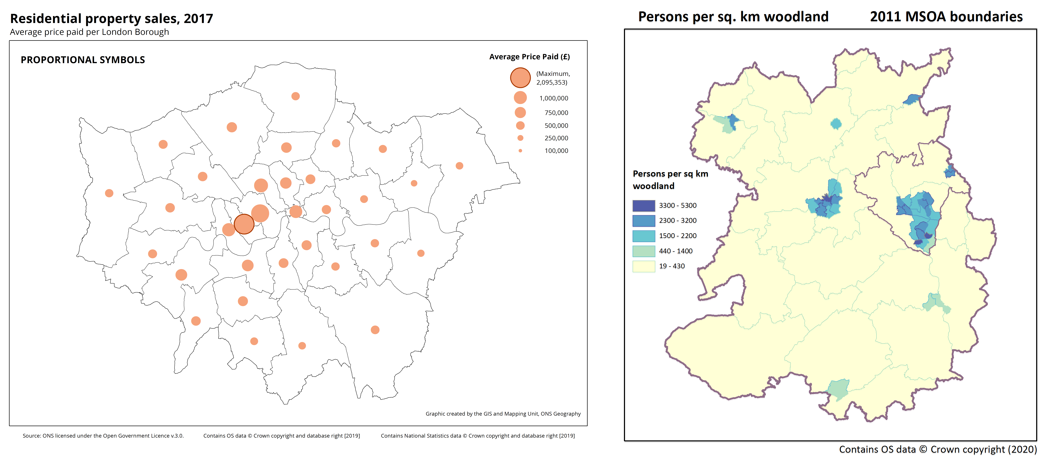 Residential property sales, 2017
Average price paid per London Borough
PROPORTIONAL SYMBOLS
Average Price Paid (£)
(Maximum,
2,095,353)
1,000,000
750,000
500,000
250,000
100,000
Graphic created by the GIS and Mapping Unit, ONS Geography
Source: ONS licensed under the Open Government Licence v.3.0.
Contains OS data © Crown copyright and database right [2019]
Contains National Statistics data © Crown copyright and database right [2019]
Persons per sq. km woodland
2011 MSOA boundaries
Persons per sq km
woodland
3300 - 5300
2300 - 3200
1500 - 2200
440 - 1400
19 - 430
Contains OS data © Crown copyright (2020)